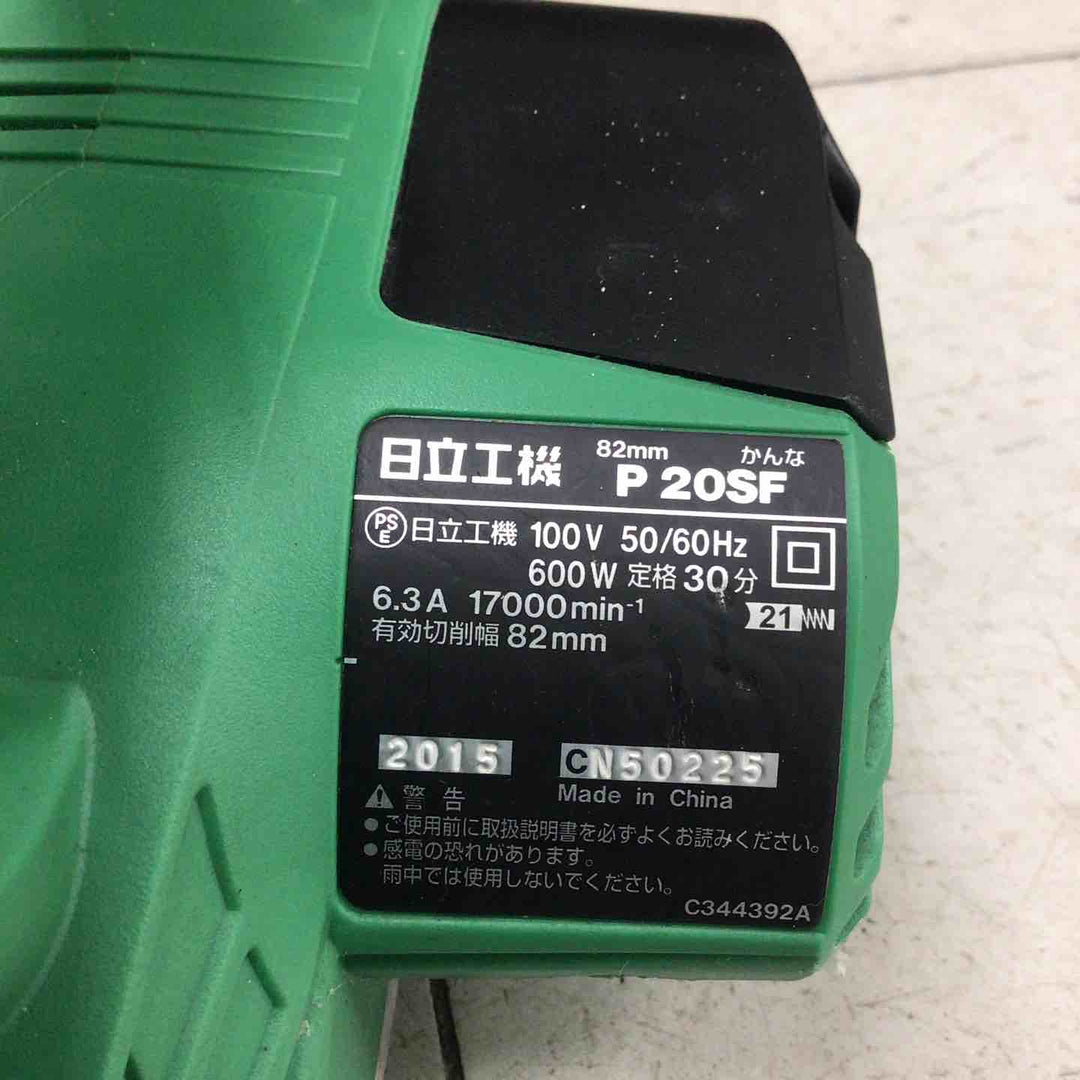 日立工機 82mm かんな
P 20SF
PSE 日立工機 100V 50/60Hz
600W 定格 30分
6.3A 17000min⁻¹
21
有効切削幅 82mm
2015 CN50225
Made in China
⚠ 警告
● ご使用前に取扱説明書を必ずよくお読みください。
● 感電の恐れがあります。
雨中では使用しないでください。
C344392A